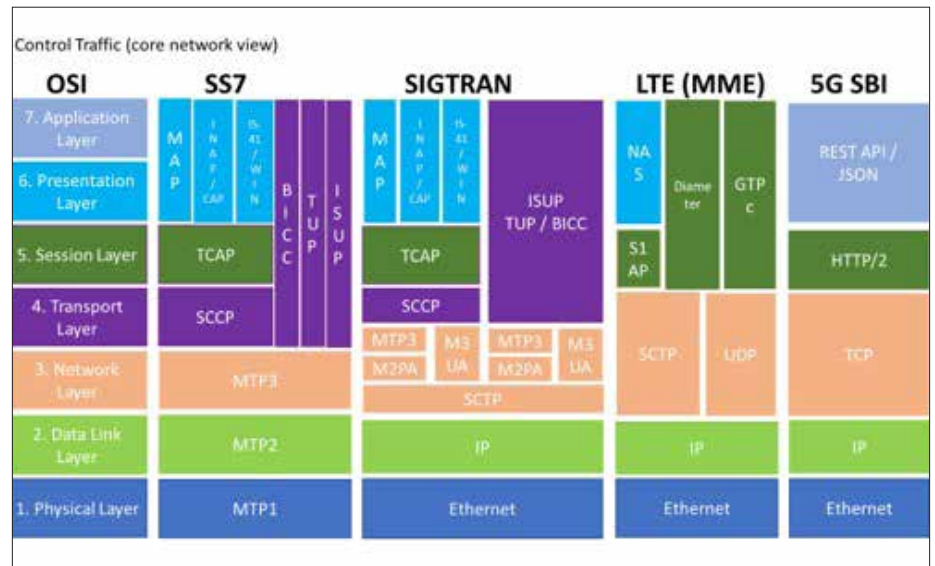 Control Traffic (core network view)
OSI
SS7
SIGTRAN
LTE (MME)
5G SBI
7. Application
Layer
6. Presentation
Layer
5. Session Layer
4. Transport
Layer
3. Network
Layer
2. Data Link
Layer
1. Physical Layer
M
A
P
I
N
A
P
/
CAP
IS-
41
/
W
I
N
B
I
C
C
T
U
P
I
S
U
P
TCAP
SCCP
MTP3
MTP2
MTP1
M
A
P
I
N
A
P
/
CAP
IS-
41
/
W
I
N
ISUP
TUP / BICC
TCAP
SCCP
MTP3
M2PA
M3
UA
MTP3
M2PA
M3
UA
SCTP
IP
Ethernet
NA
S
S1
AP
Diame
ter
GTP
c
SCTP
UDP
IP
Ethernet
REST API /
JSON
HTTP/2
TCP
IP
Ethernet